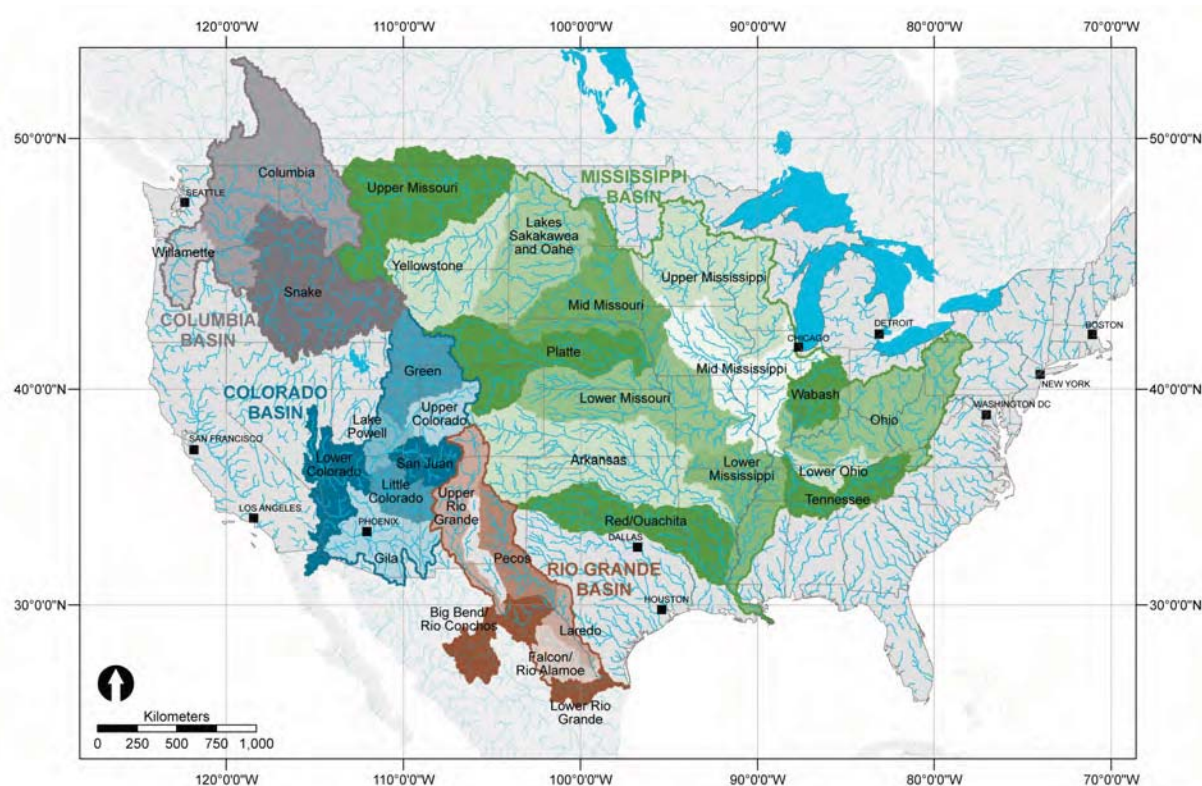 120°0'0"W 110°0'0"W 100°0'0"W 90°0'0"W 80°0'0"W 70°0'0"W
50°0'0"N 50°0'0"N
Columbia
Upper Missouri
MISSISSIPPI
BASIN
SEATTLE
Lakes
Sakakawea
and Oahe
Willamette
Yellowstone
Upper Mississippi
Snake
Mid Missouri
COLUMBIA
BASIN
DETROIT
BOSTON
CHICAGO
Platte
Green
Mid Mississippi
NEW YORK
40°0'0"N 40°0'0"N
COLORADO
BASIN
Lower Missouri
Wabash
WASHINGTON DC
Upper
Colorado
Lake
Powell
Ohio
SAN FRANCISCO
Lower
Colorado
San Juan
Arkansas
Lower
Mississippi
Lower Ohio
Little
Colorado
Upper
Rio
Grande
Tennessee
LOS ANGELES
PHOENIX
Red/Ouachita
DALLAS
Gila
Pecos
RIO GRANDE
BASIN
HOUSTON
30°0'0"N 30°0'0"N
Big Bend/
Rio Conchos
Laredo
Falcon/
Rio Alamoe
Lower Rio
Grande
Kilometers
0 250 500 750 1,000
120°0'0"W 110°0'0"W 100°0'0"W 90°0'0"W 80°0'0"W 70°0'0"W